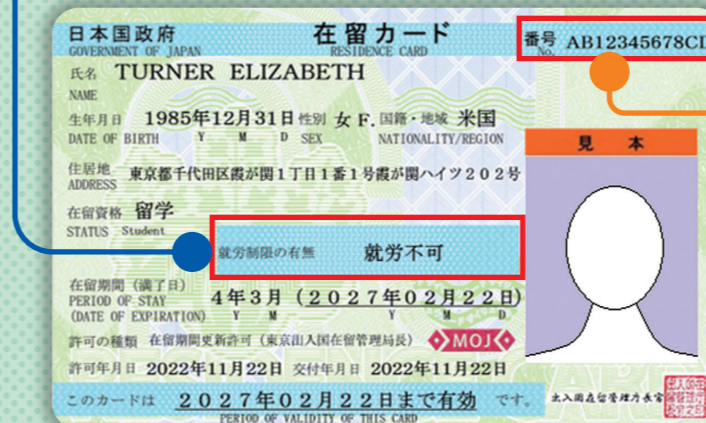 日本国政府 在留カード 番号 AB12345678CD
GOVERNMENT OF JAPAN RESIDENCE CARD No.
氏名 TURNER ELIZABETH
NAME
生年月日 1985年12月31日 性別 女 F. 国籍・地域 米国
DATE OF BIRTH Y M D SEX NATIONALITY/REGION
見本
住居地 東京都千代田区霞が関1丁目1番1号霞が関ハイツ202号
ADDRESS
在留資格 留学
STATUS Student
就労制限の有無 就労不可
在留期間(満了日) 4年3月(2027年02月22日)
PERIOD OF STAY
(DATE OF EXPIRATION) Y M Y M D
許可の種類 在留期間更新許可(東京出入国在留管理局長) MOJ
許可年月日 2022年11月22日 交付年月日 2022年11月22日
このカードは 2027年02月22日まで有効 です。 出入国在留管理庁長官
PERIOD OF VALIDITY OF THIS CARD